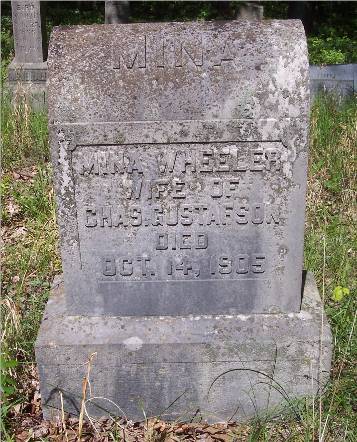 MINA
MINA WHEELER
WIFE OF
CHAS. GUSTAFSON
DIED
OCT. 14, 1905